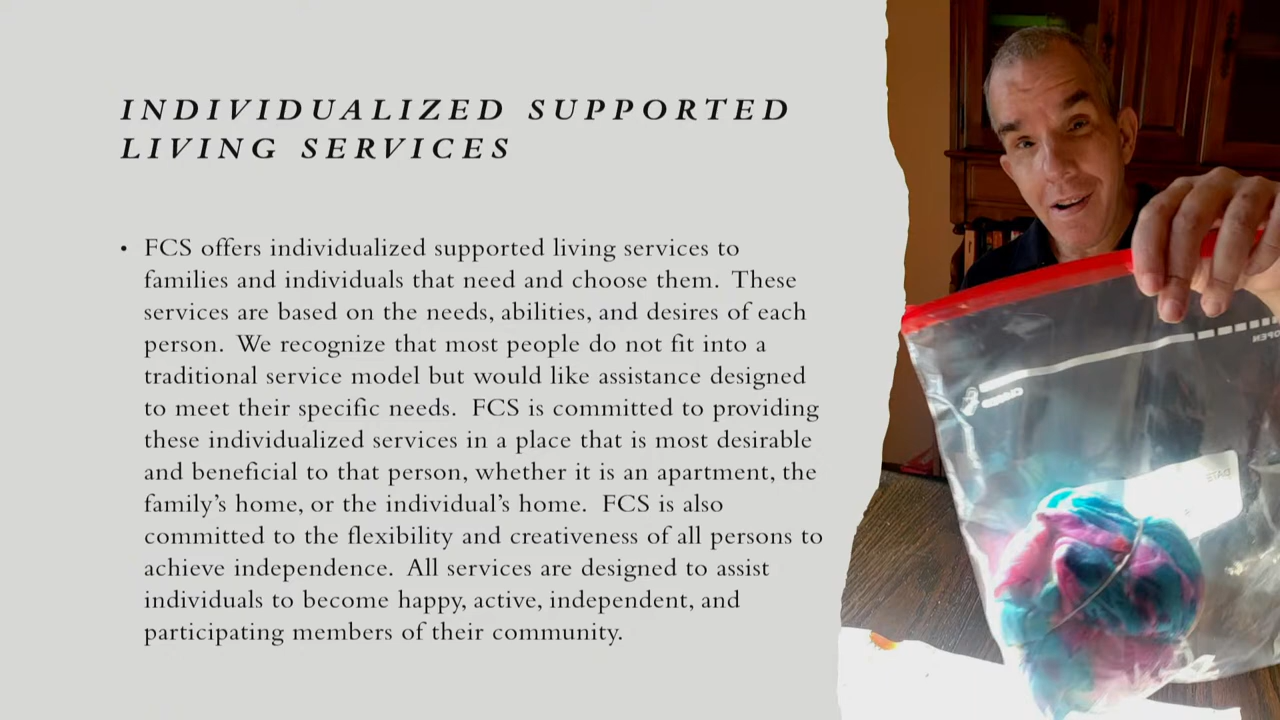 INDIVIDUALIZED SUPPORTED
LIVING SERVICES
• FCS offers individualized supported living services to
families and individuals that need and choose them. These
services are based on the needs, abilities, and desires of each
person. We recognize that most people do not fit into a
traditional service model but would like assistance designed
to meet their specific needs. FCS is committed to providing
these individualized services in a place that is most desirable
and beneficial to that person, whether it is an apartment, the
family's home, or the individual's home. FCS is also
committed to the flexibility and creativeness of all persons to
achieve independence. All services are designed to assist
individuals to become happy, active, independent, and
participating members of their community.
OPEN
DATE